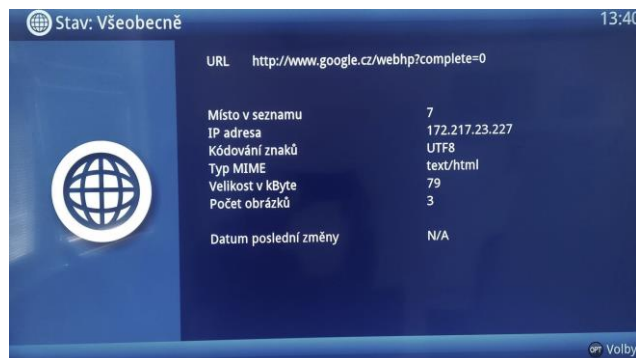 Stav: Všeobecně 13:40
URL http://www.google.cz/webhp?complete=0
Místo v seznamu 7
IP adresa 172.217.23.227
Kódování znaků UTF8
Typ MIME text/html
Velikost v kByte 79
Počet obrázků 3
Datum poslední změny N/A
OPT Volby